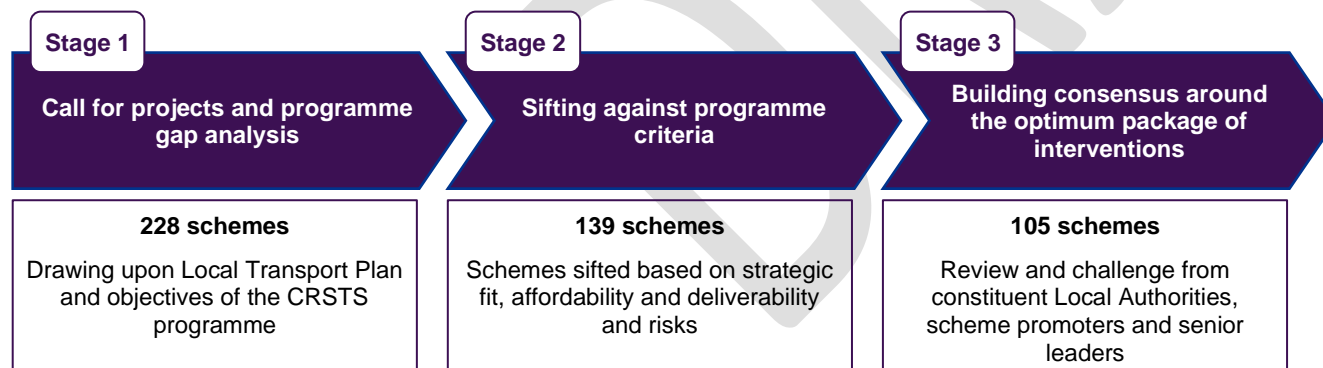 Stage 1
Call for projects and programme
gap analysis
228 schemes
Drawing upon Local Transport Plan
and objectives of the CRSTS
programme
Stage 2
Sifting against programme
criteria
139 schemes
Schemes sifted based on strategic
fit, affordability and deliverability
and risks
Stage 3
Building consensus around
the optimum package of
interventions
105 schemes
Review and challenge from
constituent Local Authorities,
scheme promoters and senior
leaders